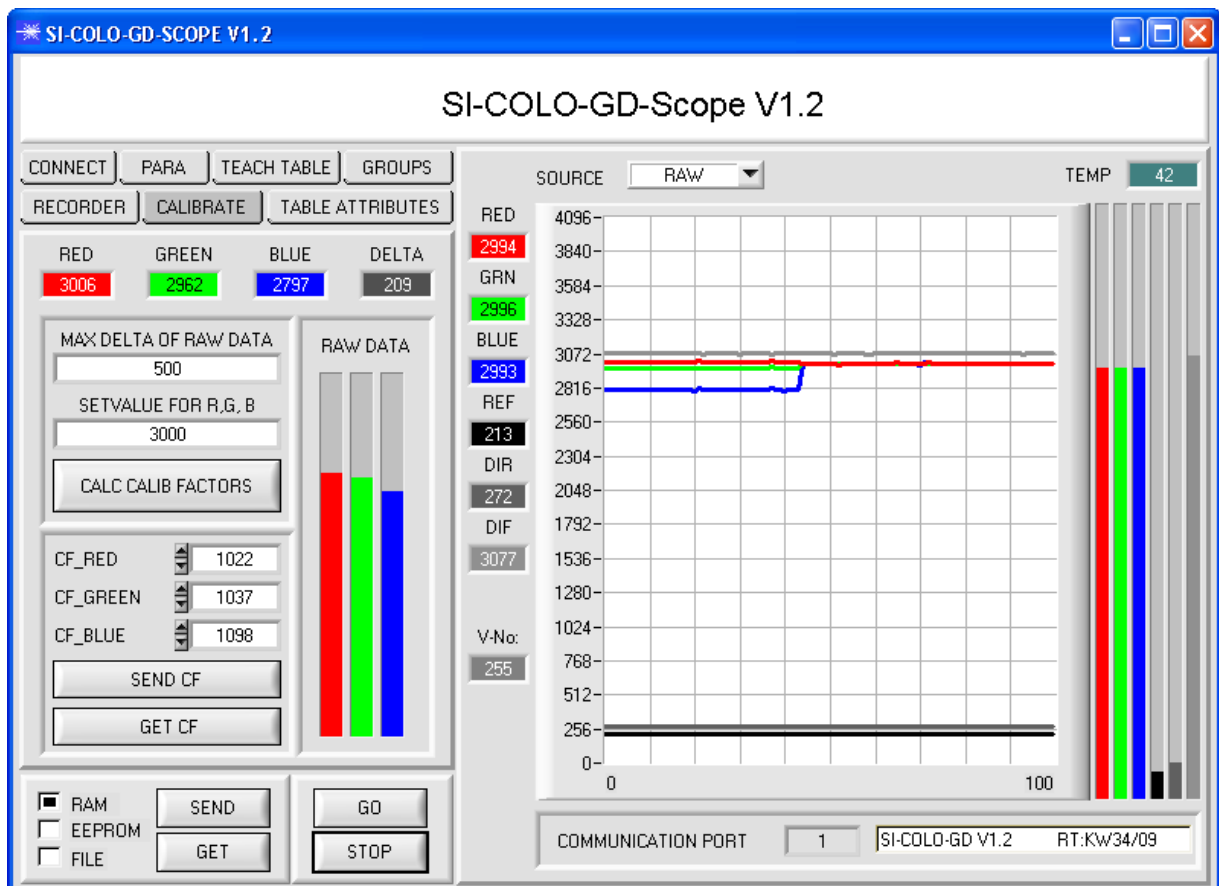 SI-COLO-GD-SCOPE V1.2
SI-COLO-GD-Scope V1.2
CONNECT PARA TEACH TABLE GROUPS
RECORDER CALIBRATE TABLE ATTRIBUTES
RED GREEN BLUE DELTA
3006 2962 2797 209
MAX DELTA OF RAW DATA
500
SETVALUE FOR R,G, B
3000
CALC CALIB FACTORS
RAW DATA
CF_RED 1022
CF_GREEN 1037
CF_BLUE 1098
SEND CF
GET CF
RAM
EEPROM
FILE
SEND
GET
GO
STOP
SOURCE RAW
TEMP 42
RED
2994
GRN
2996
BLUE
2993
REF
213
DIR
272
DIF
3077
V-No:
255
4096
3840
3584
3328
3072
2816
2560
2304
2048
1792
1536
1280
1024
768
512
256
0
0 100
COMMUNICATION PORT 1 SI-COLO-GD V1.2 RT:KW34/09